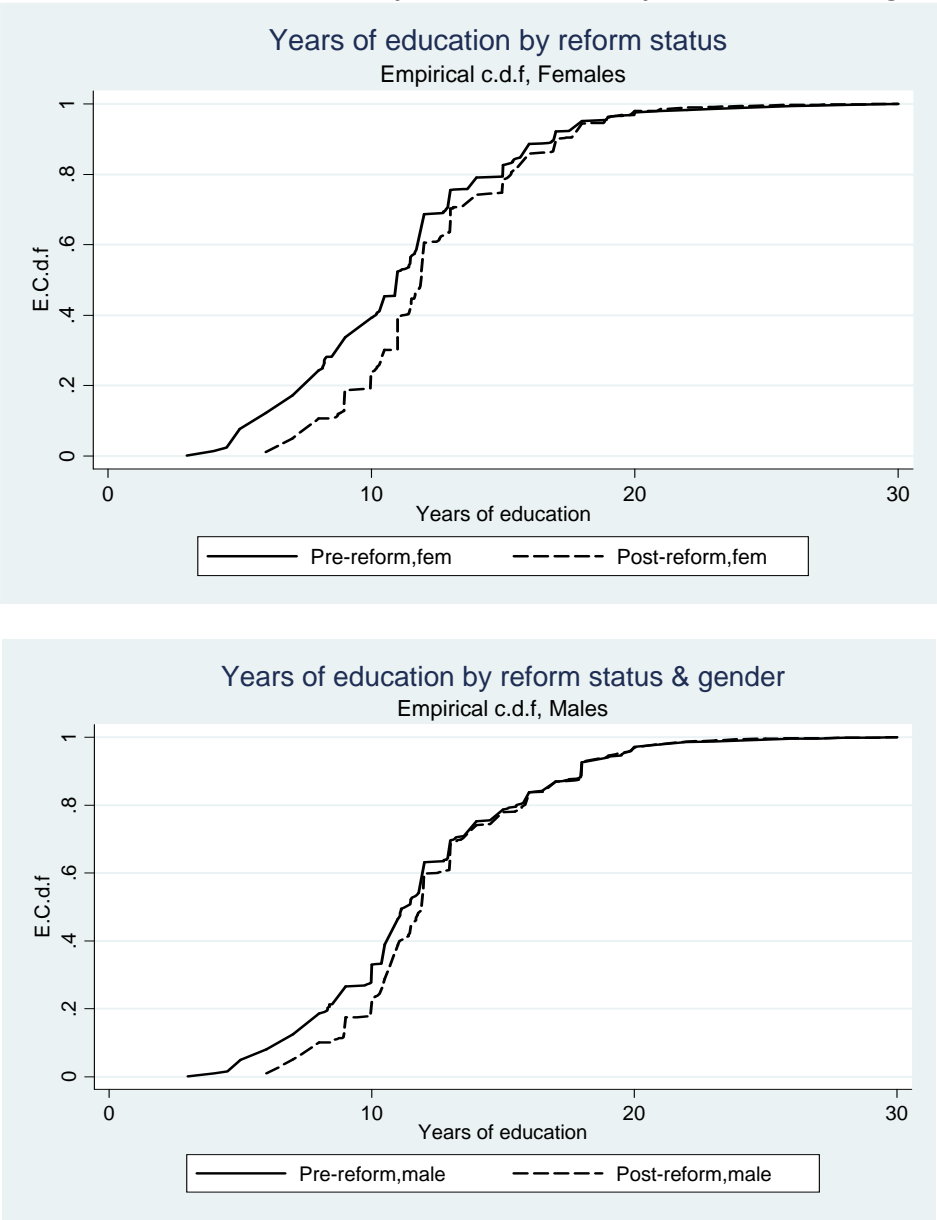 Years of education by reform status
Empirical c.d.f, Females
1
.8
.6
.4
.2
0
E.C.d.f
0 10 20 30
Years of education
Pre-reform,fem Post-reform,fem
Years of education by reform status & gender
Empirical c.d.f, Males
1
.8
.6
.4
.2
0
E.C.d.f
0 10 20 30
Years of education
Pre-reform,male Post-reform,male